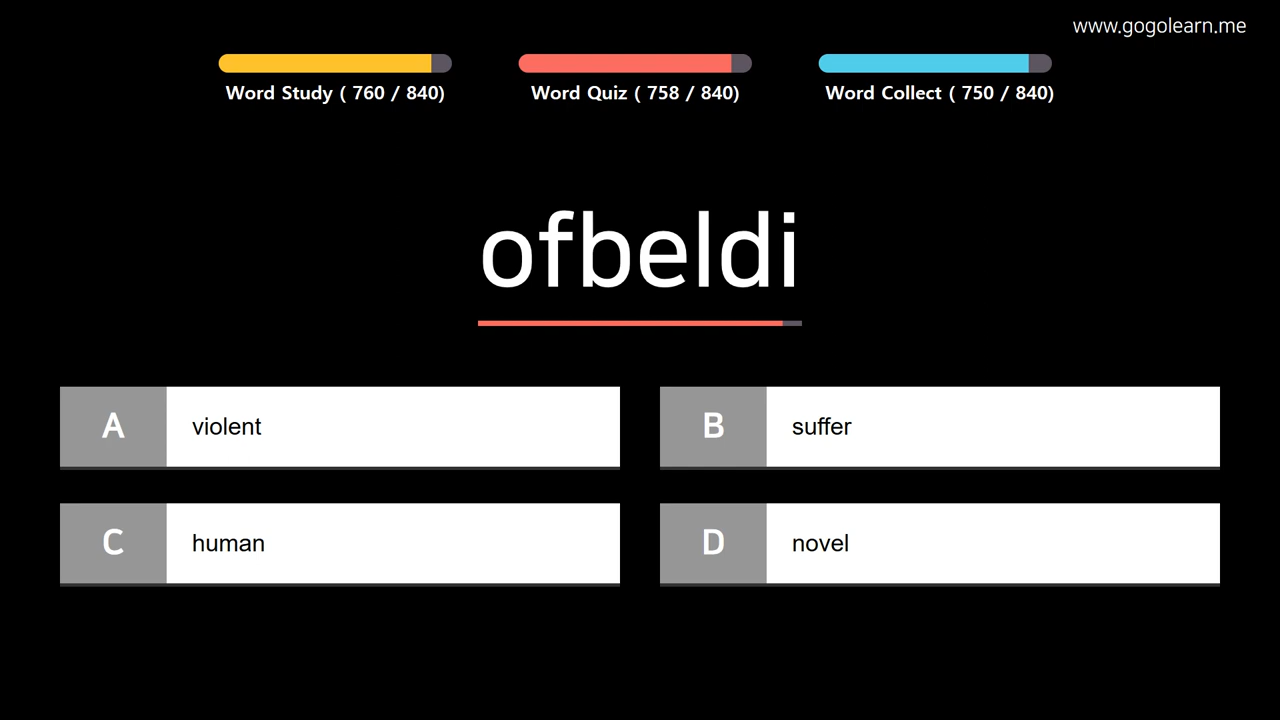 www.gogolearn.me
Word Study ( 760 / 840)
Word Quiz ( 758 / 840)
Word Collect ( 750 / 840)
ofbeldi
A
violent
B
suffer
C
human
D
novel